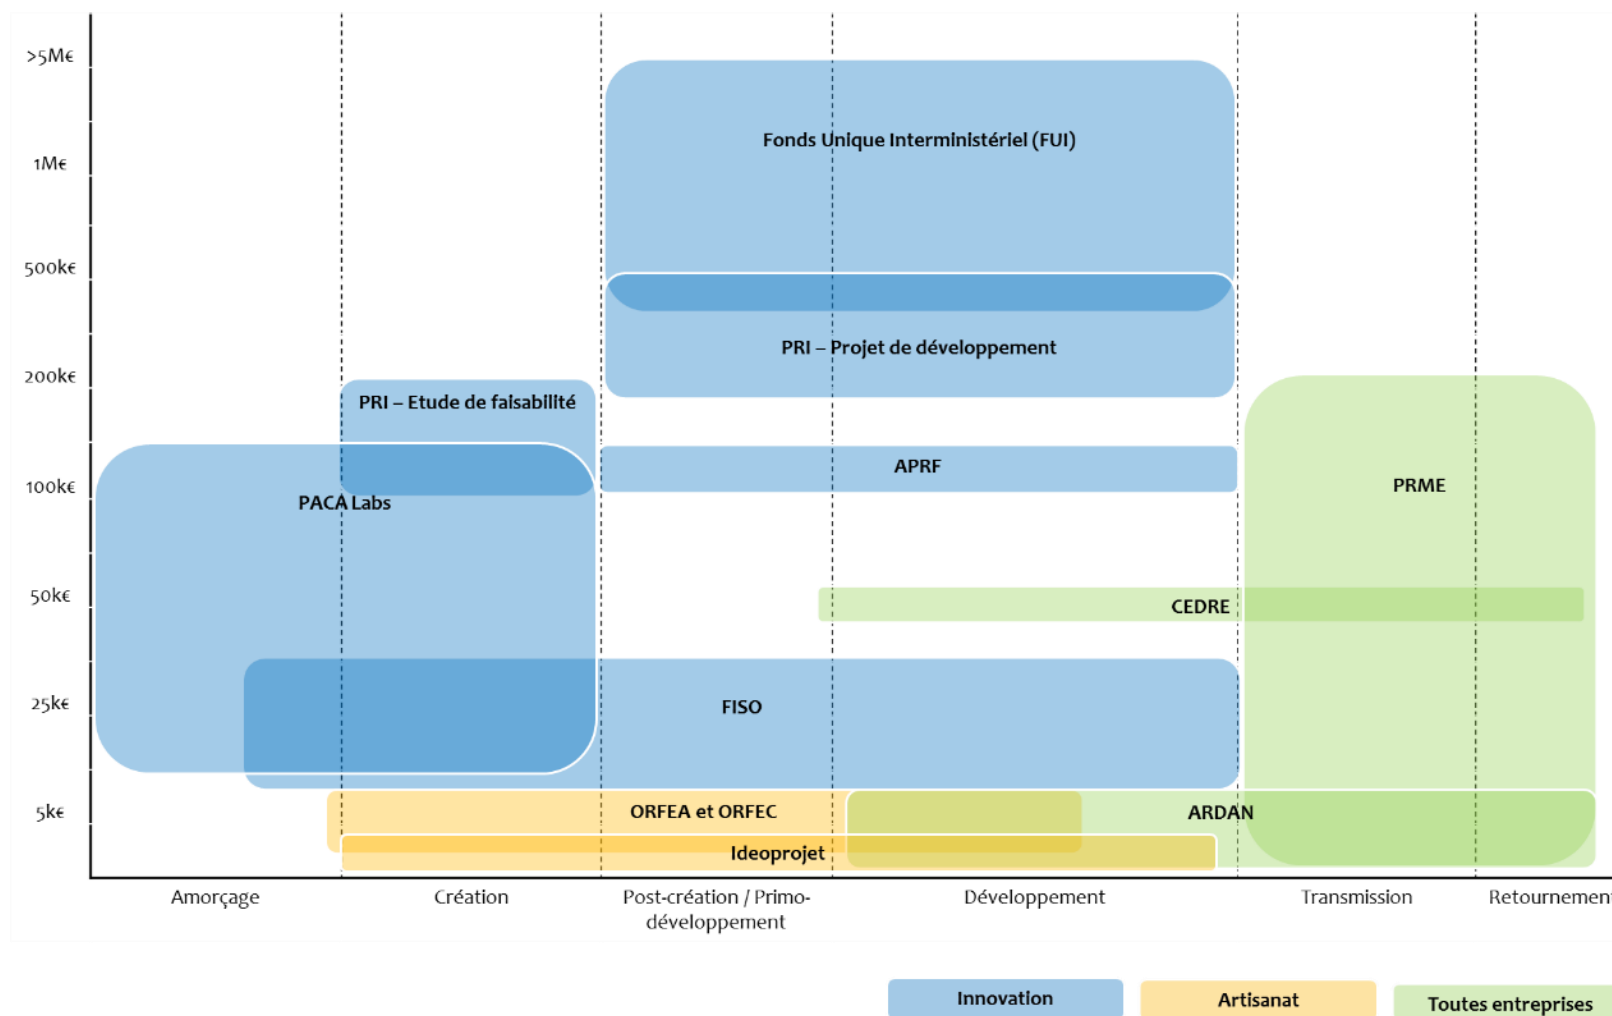 >5M€
Fonds Unique Interministériel (FUI)
1M€
500k€
PRI – Projet de développement
200k€
PRI – Etude de faisabilité
APRF
100k€
PACA Labs
PRME
50k€
CEDRE
25k€
FISO
5k€
ORFEA et ORFEC
ARDAN
Ideoprojet
Amorçage
Création
Post-création / Primo-
développement
Développement
Transmission
Retournement
Innovation
Artisanat
Toutes entreprises